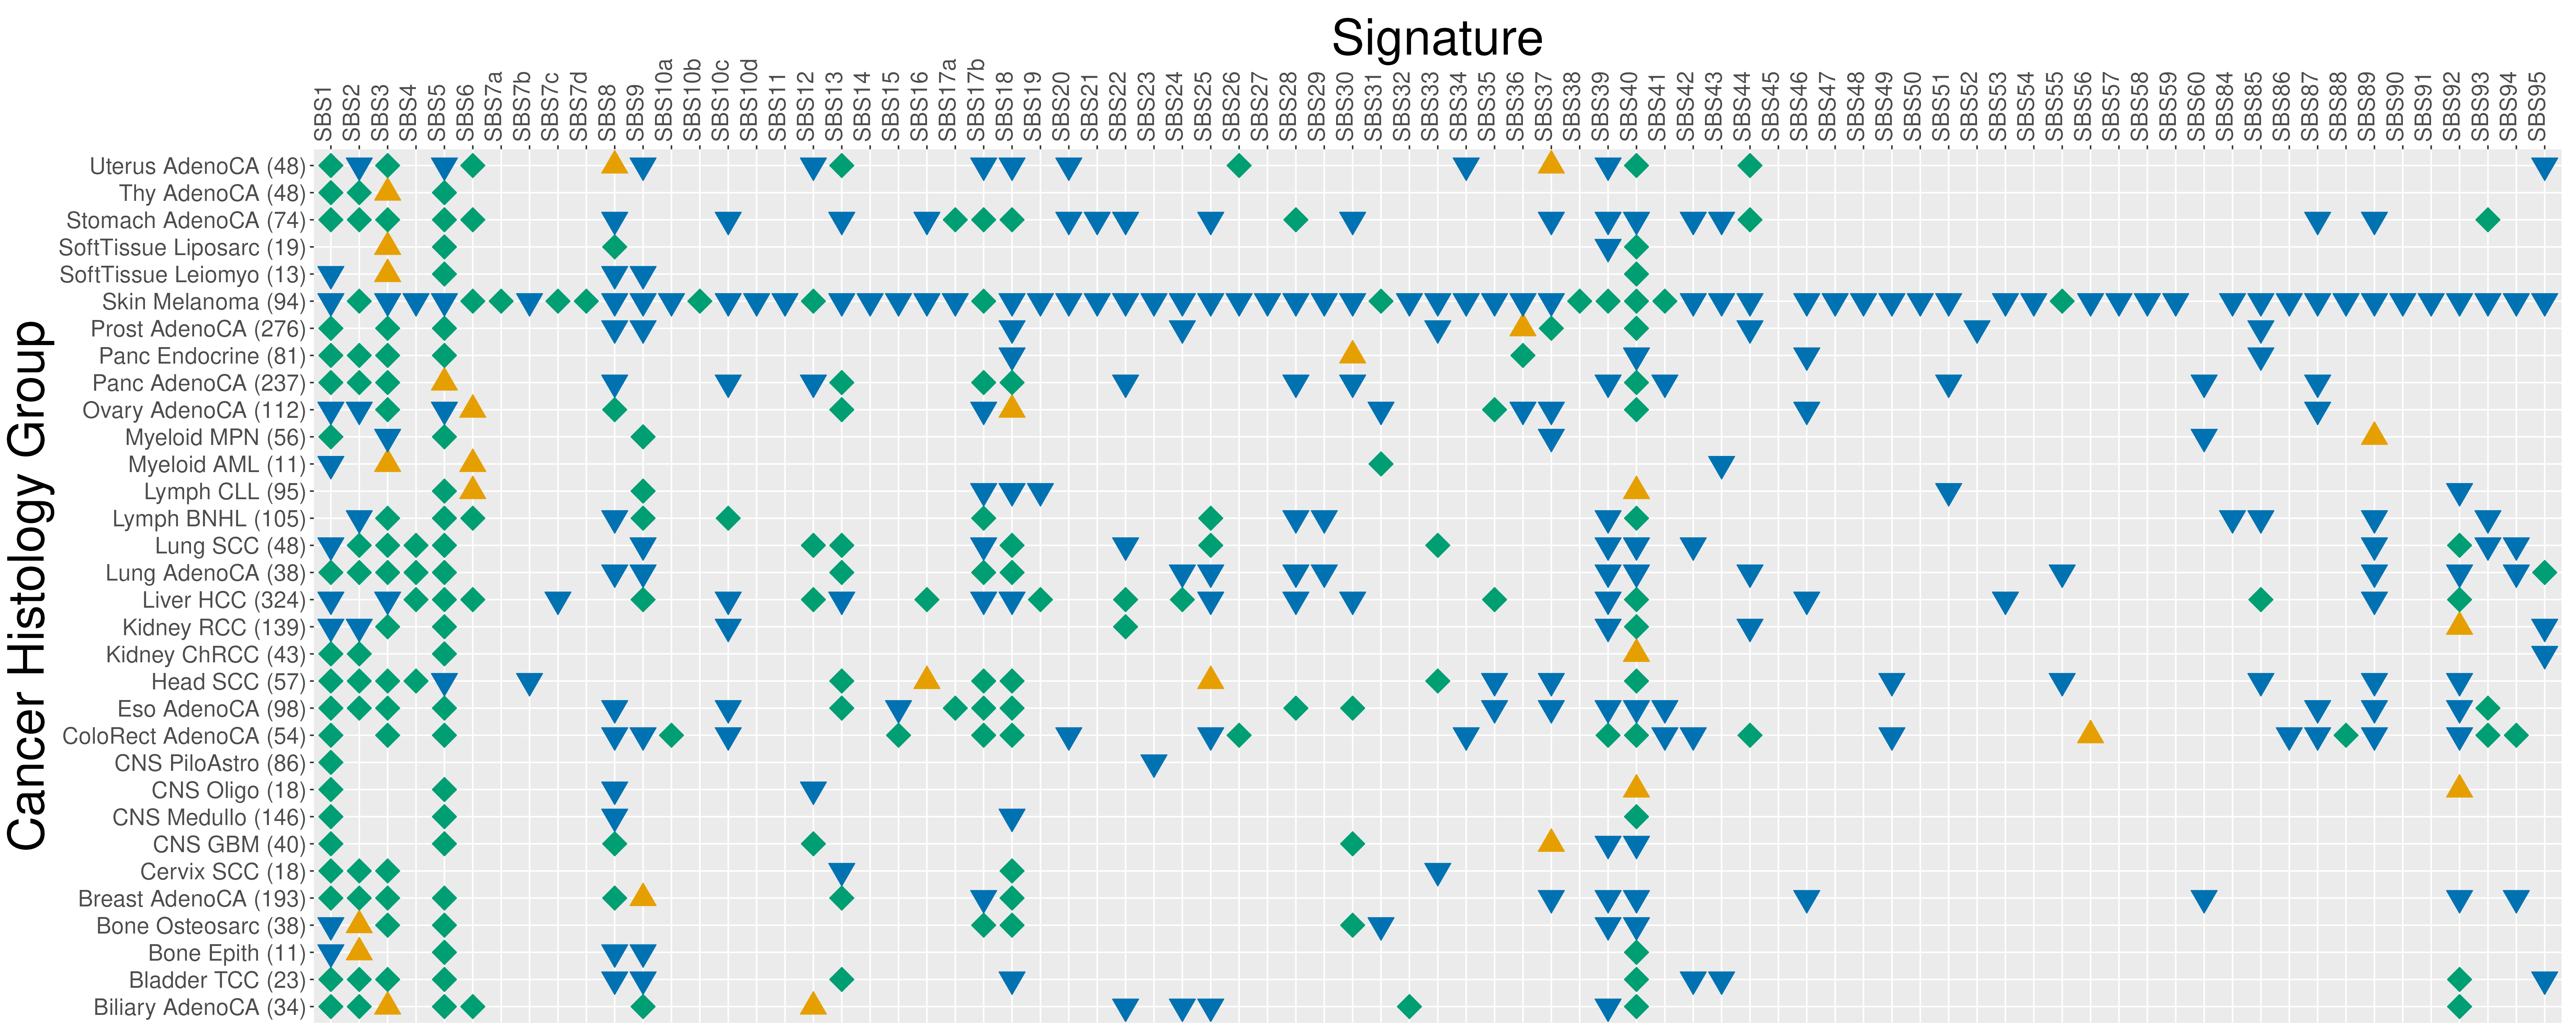 Signature
SBS1 SBS2 SBS3 SBS4 SBS5 SBS6 SBS7a SBS7b SBS7c SBS7d SBS8 SBS9 SBS10a SBS10b SBS10c SBS10d SBS11 SBS12 SBS13 SBS14 SBS15 SBS16 SBS17a SBS17b SBS18 SBS19 SBS20 SBS21 SBS22 SBS23 SBS24 SBS25 SBS26 SBS27 SBS28 SBS29 SBS30 SBS31 SBS32 SBS33 SBS34 SBS35 SBS36 SBS37 SBS38 SBS39 SBS40 SBS41 SBS42 SBS43 SBS44 SBS45 SBS46 SBS47 SBS48 SBS49 SBS50 SBS51 SBS52 SBS53 SBS54 SBS55 SBS56 SBS57 SBS58 SBS59 SBS60 SBS84 SBS85 SBS86 SBS87 SBS88 SBS89 SBS90 SBS91 SBS92 SBS93 SBS94 SBS95
Cancer Histology Group
Uterus AdenoCA (48)
Thy AdenoCA (48)
Stomach AdenoCA (74)
SoftTissue Liposarc (19)
SoftTissue Leiomyo (13)
Skin Melanoma (94)
Prost AdenoCA (276)
Panc Endocrine (81)
Panc AdenoCA (237)
Ovary AdenoCA (112)
Myeloid MPN (56)
Myeloid AML (11)
Lymph CLL (95)
Lymph BNHL (105)
Lung SCC (48)
Lung AdenoCA (38)
Liver HCC (324)
Kidney RCC (139)
Kidney ChRCC (43)
Head SCC (57)
Eso AdenoCA (98)
ColoRect AdenoCA (54)
CNS PiloAstro (86)
CNS Oligo (18)
CNS Medullo (146)
CNS GBM (40)
Cervix SCC (18)
Breast AdenoCA (193)
Bone Osteosarc (38)
Bone Epith (11)
Bladder TCC (23)
Biliary AdenoCA (34)